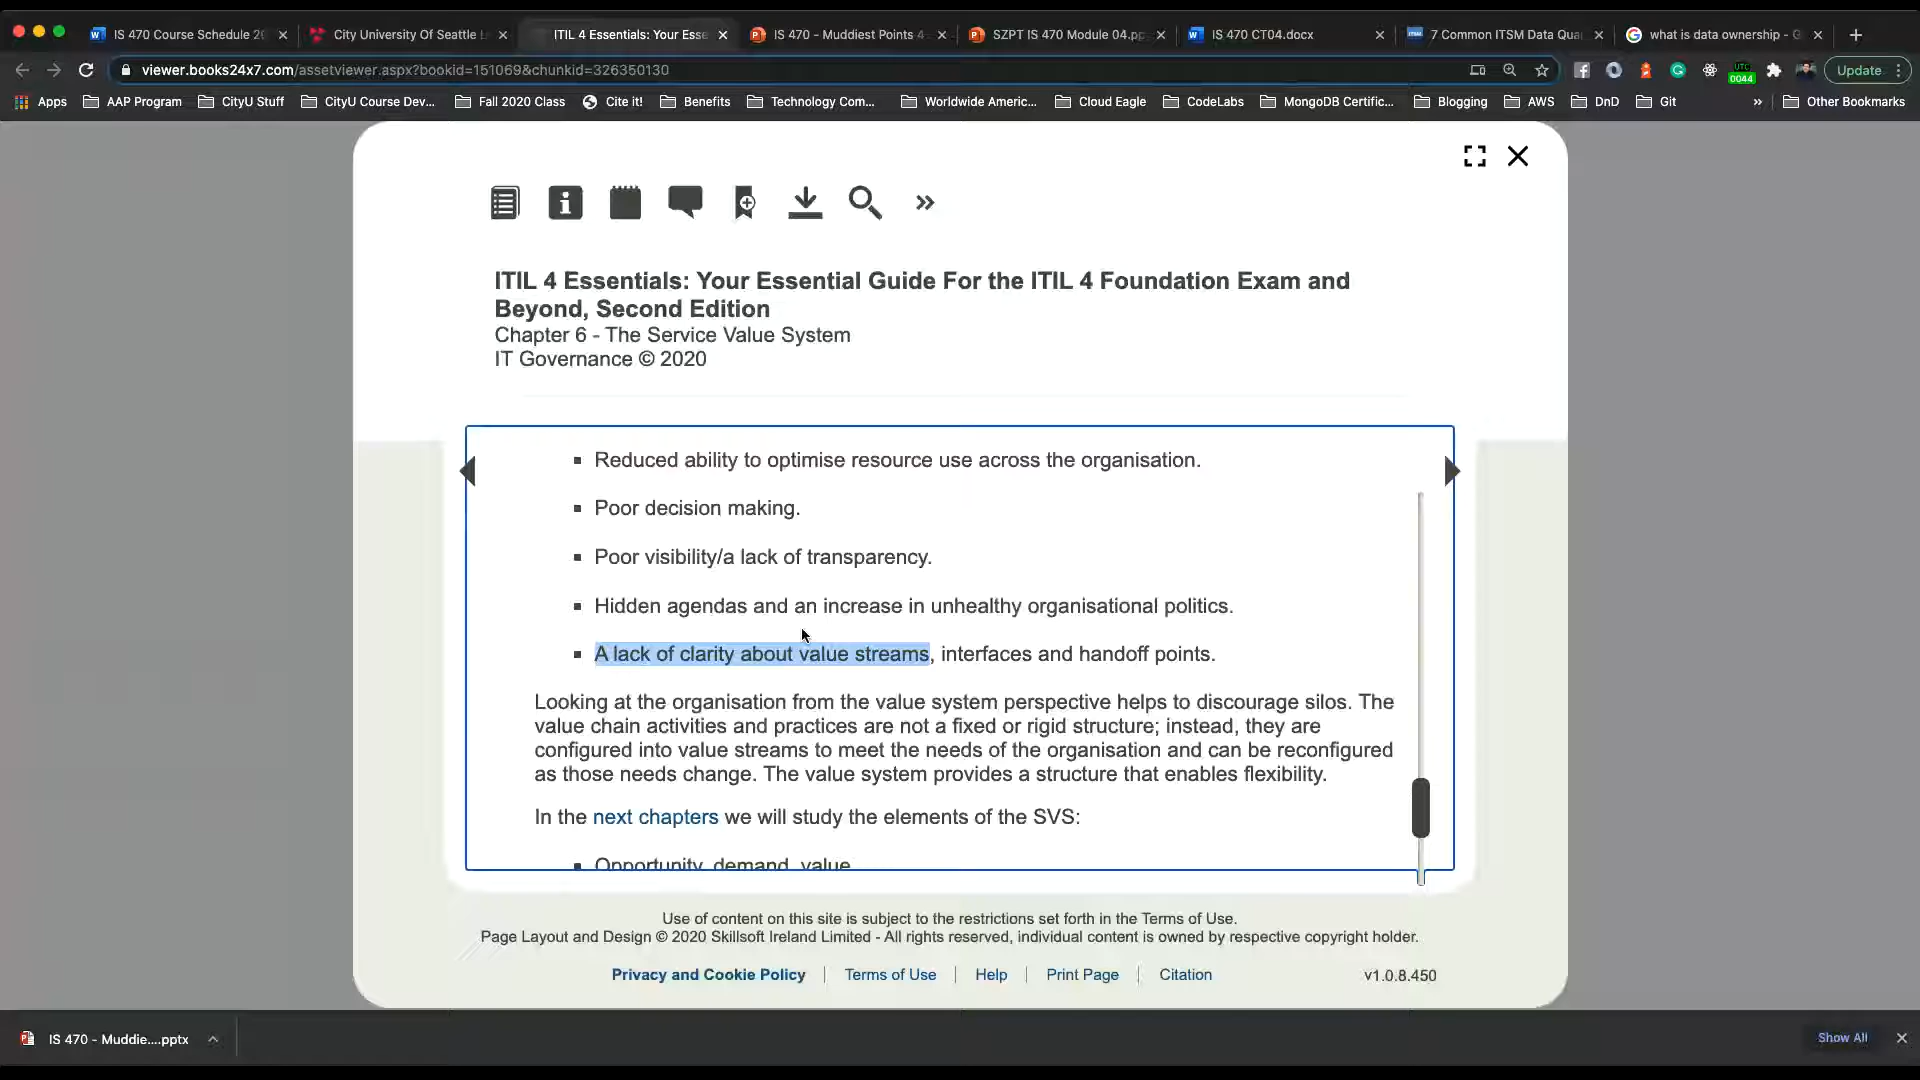 IS 470 Course Schedule 20
City University Of Seattle L
ITIL 4 Essentials: Your Esse
IS 470 - Muddiest Points 4
SZPT IS 470 Module 04.pp
IS 470 CT04.docx
7 Common ITSM Data Qua
what is data ownership - G
viewer.books24x7.com/assetviewer.aspx?bookid=151069&chunkid=326350130
UTC
0044
Update
Apps
AAP Program
CityU Stuff
CityU Course Dev...
Fall 2020 Class
Cite it!
Benefits
Technology Com...
Worldwide Americ...
Cloud Eagle
CodeLabs
MongoDB Certific...
Blogging
AWS
DnD
Git
»
Other Bookmarks
ITIL 4 Essentials: Your Essential Guide For the ITIL 4 Foundation Exam and
Beyond, Second Edition
Chapter 6 - The Service Value System
IT Governance © 2020
▪ Reduced ability to optimise resource use across the organisation.
▪ Poor decision making.
▪ Poor visibility/a lack of transparency.
▪ Hidden agendas and an increase in unhealthy organisational politics.
▪ A lack of clarity about value streams, interfaces and handoff points.
Looking at the organisation from the value system perspective helps to discourage silos. The
value chain activities and practices are not a fixed or rigid structure; instead, they are
configured into value streams to meet the needs of the organisation and can be reconfigured
as those needs change. The value system provides a structure that enables flexibility.
In the next chapters we will study the elements of the SVS:
▪ Opportunity, demand, value
Use of content on this site is subject to the restrictions set forth in the Terms of Use.
Page Layout and Design © 2020 Skillsoft Ireland Limited - All rights reserved, individual content is owned by respective copyright holder.
Privacy and Cookie Policy | Terms of Use | Help | Print Page | Citation
v1.0.8.450
IS 470 - Muddie....pptx
Show All